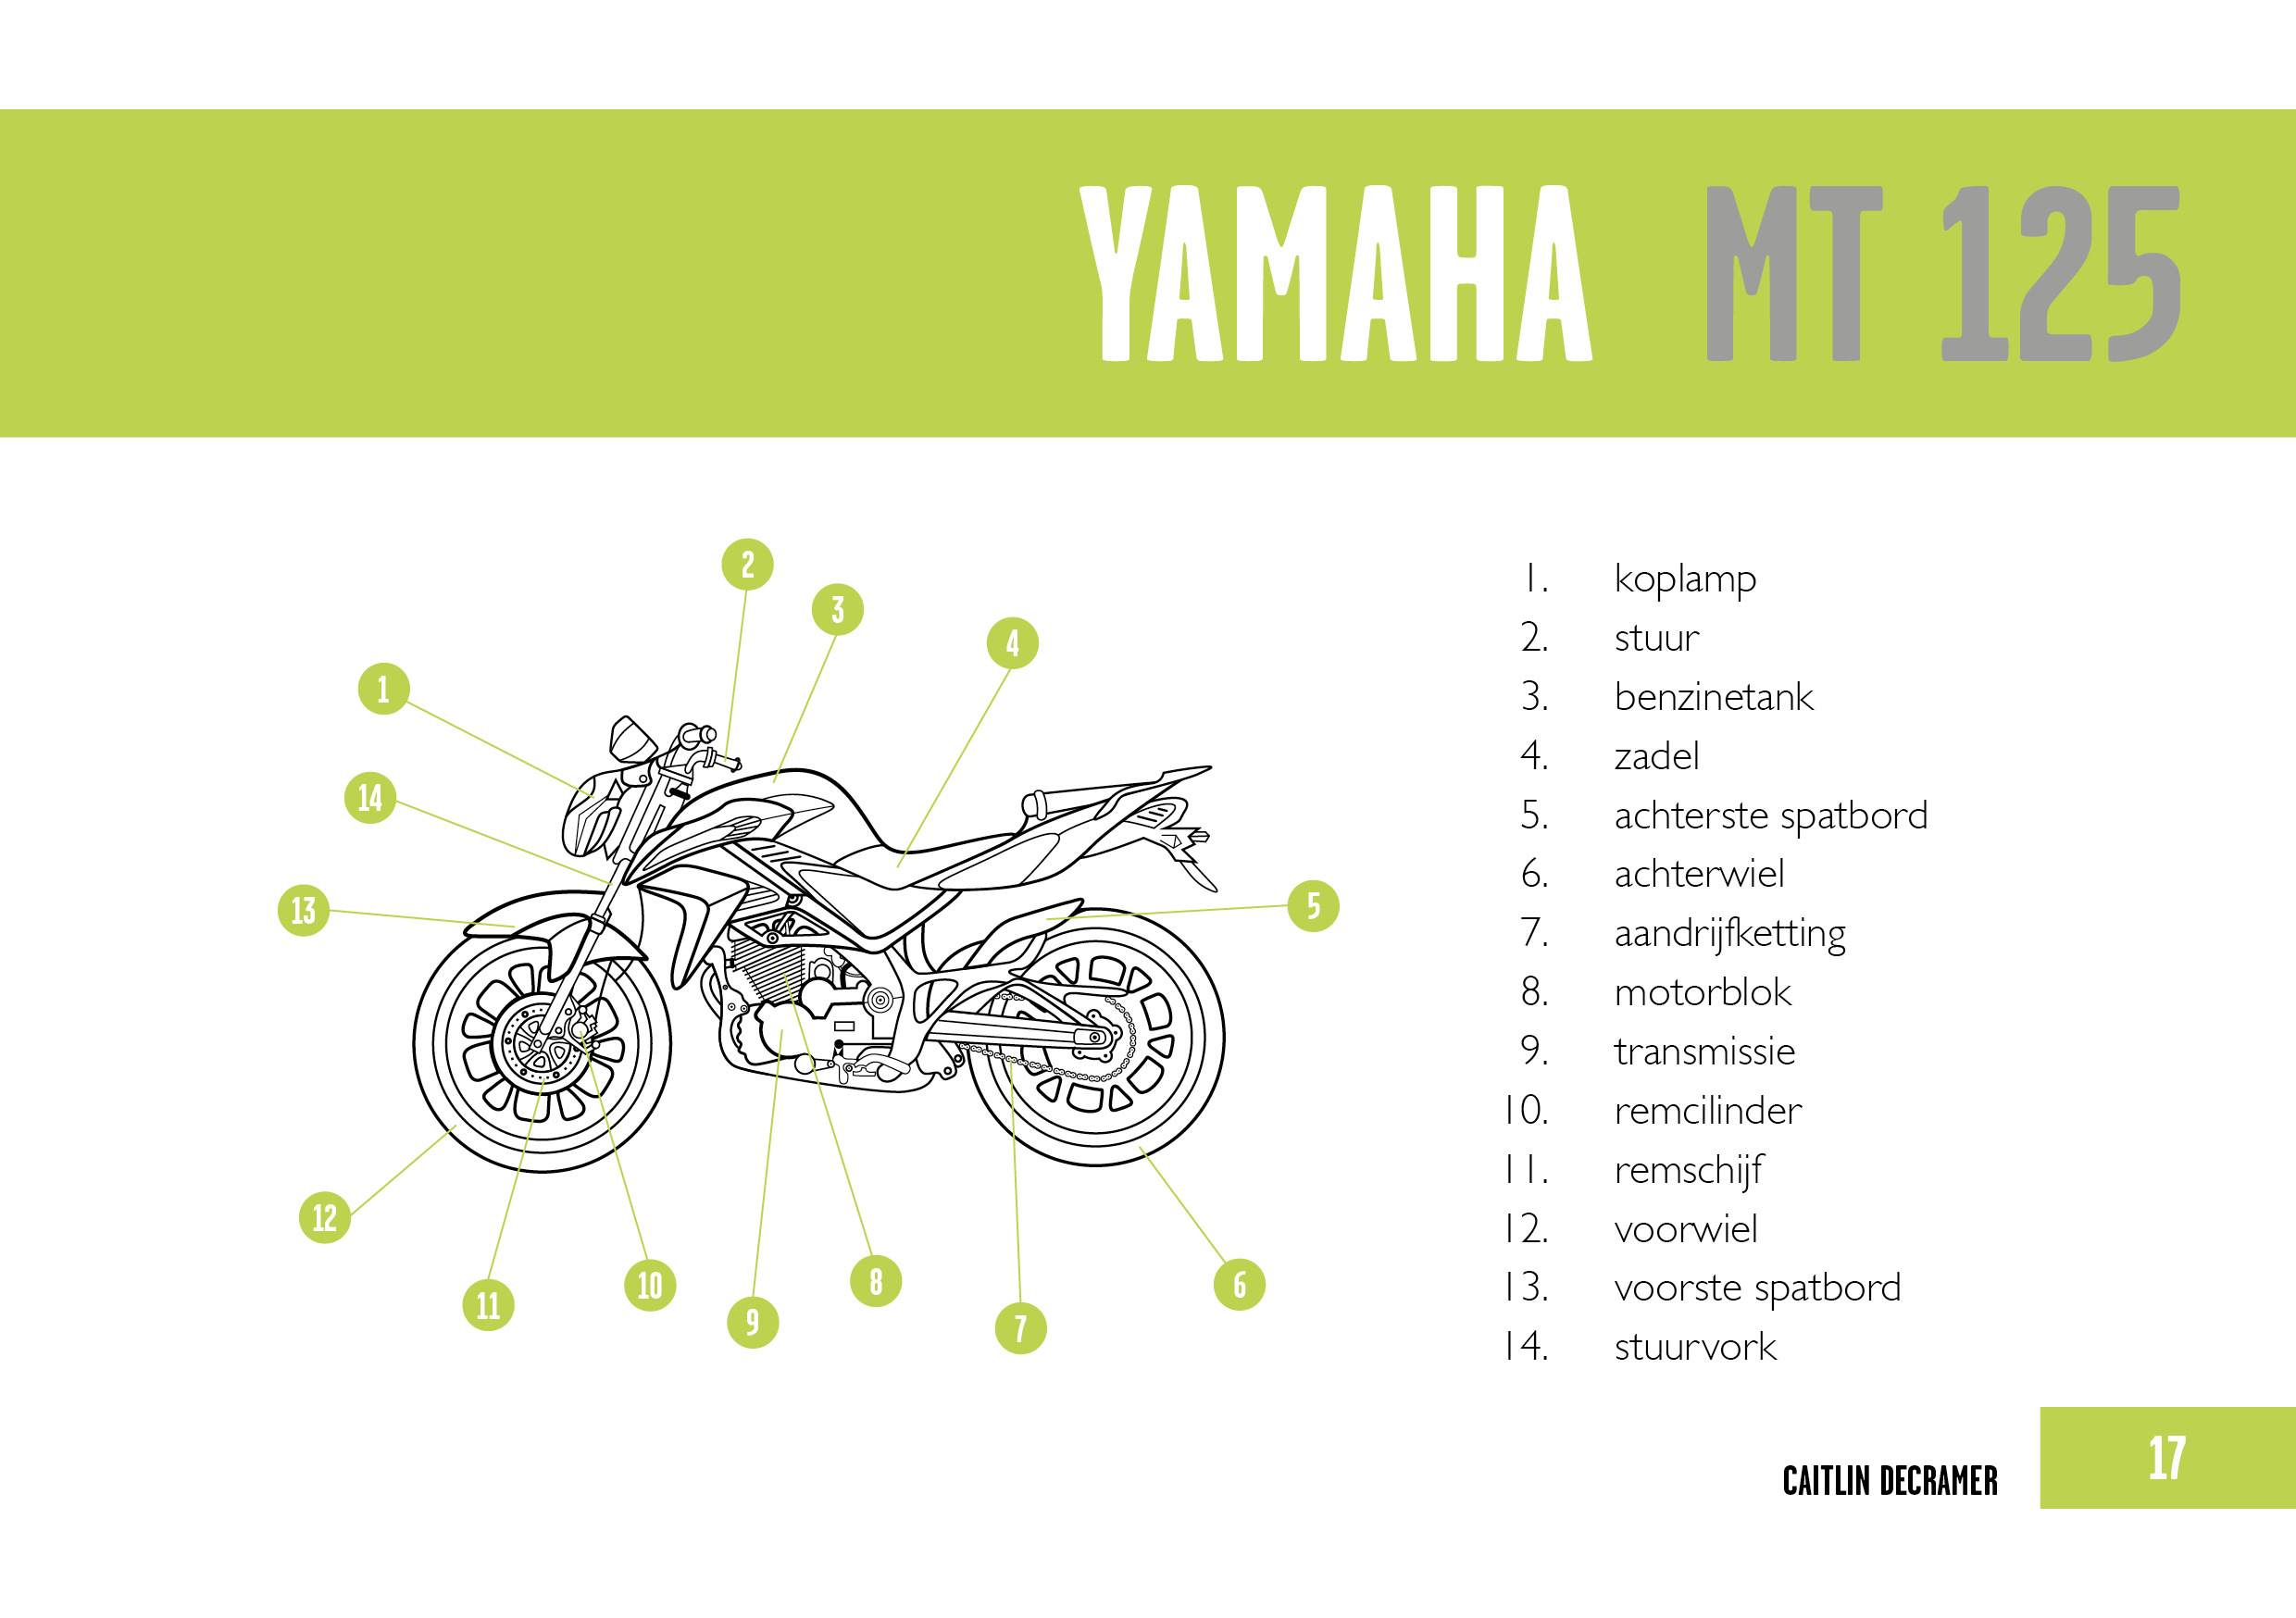 YAMAHA MT 125
2
3
4
1
14
13
5
12
11
10
9
8
7
6
1. koplamp
2. stuur
3. benzinetank
4. zadel
5. achterste spatbord
6. achterwiel
7. aandrijfketting
8. motorblok
9. transmissie
10. remcilinder
11. remschijf
12. voorwiel
13. voorste spatbord
14. stuurvork
CAITLIN DECRAMER
17